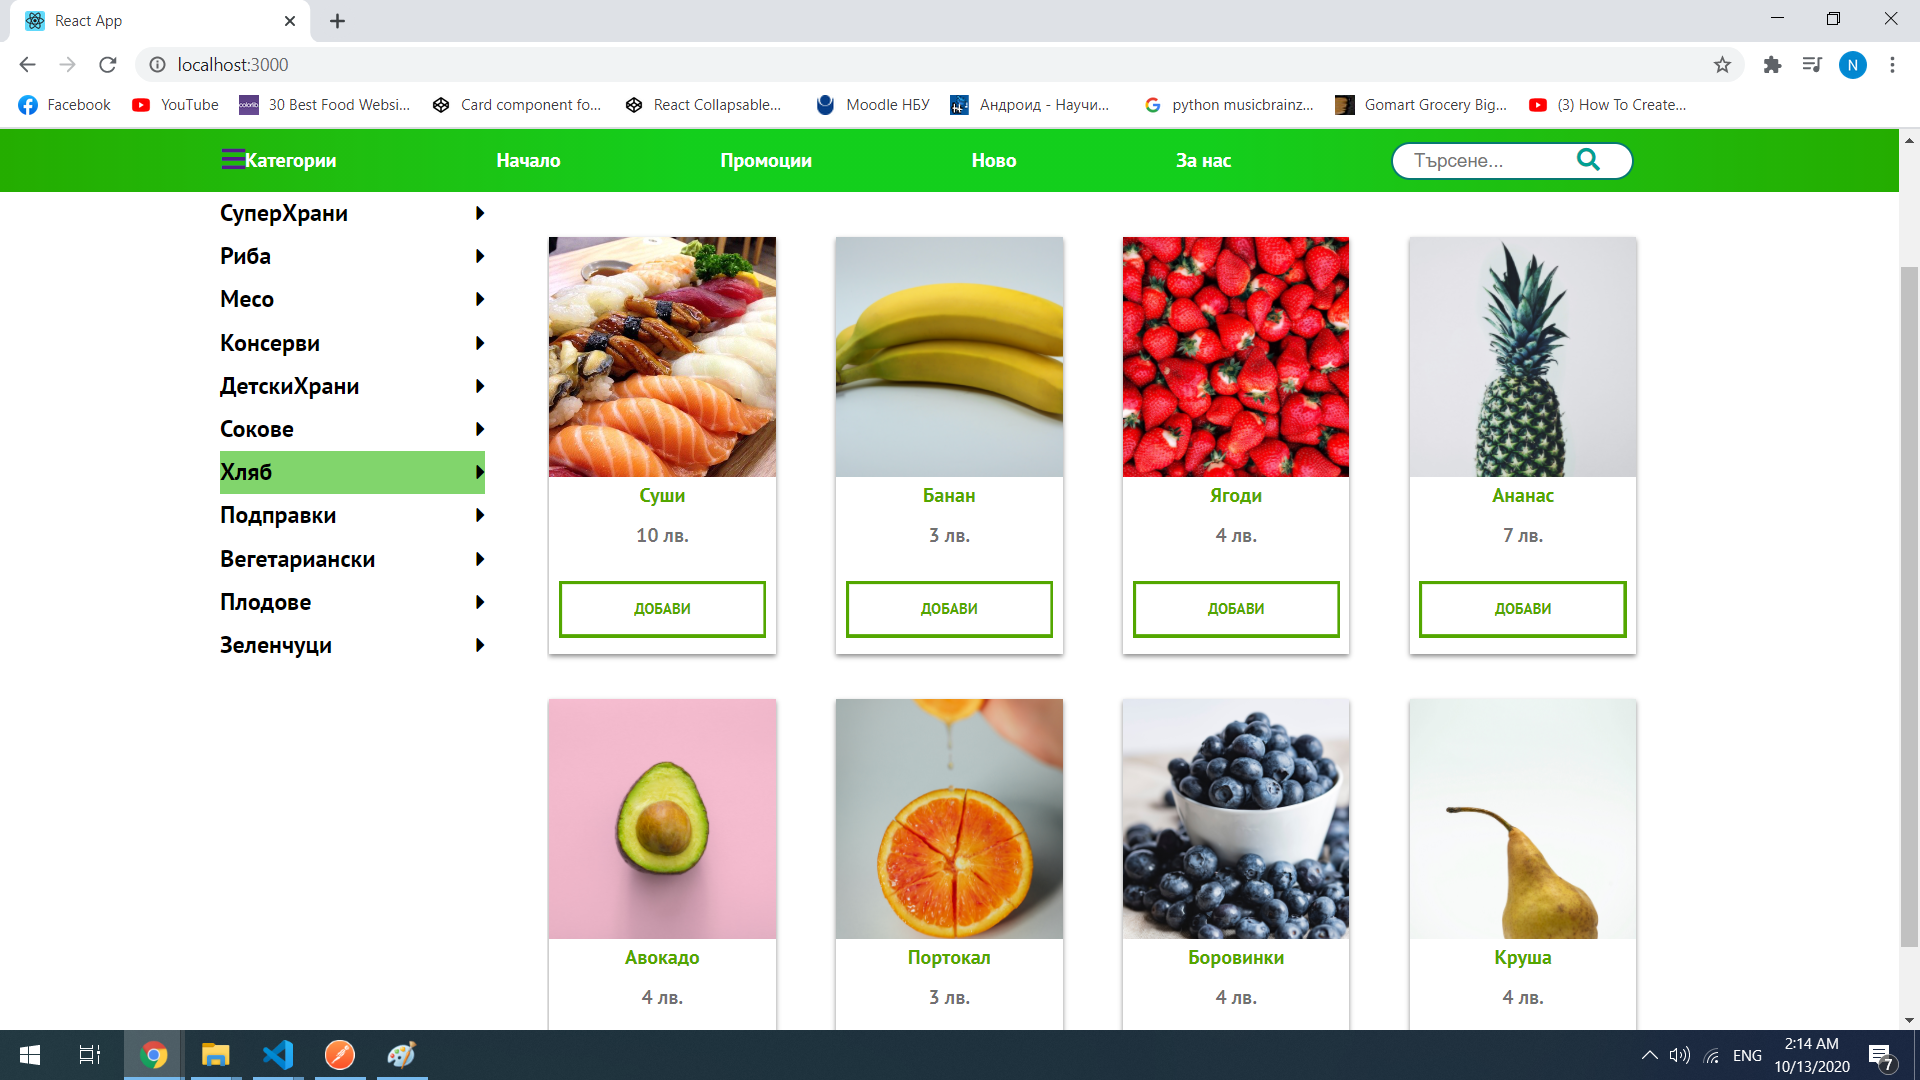 React App
localhost:3000
Facebook YouTube colorlib 30 Best Food Websi... Card component fo... React Collapsable... Moodle НБУ Андроид - Научи... python musicbrainz... Gomart Grocery Big... (3) How To Create...
N
Категории Начало Промоции Ново За нас Търсене...
СуперХрани
Риба
Месо
Консерви
ДетскиХрани
Сокове
Хляб
Подправки
Вегетариански
Плодове
Зеленчуци
Суши Банан Ягоди Ананас
10 лв. 3 лв. 4 лв. 7 лв.
ДОБАВИ ДОБАВИ ДОБАВИ ДОБАВИ
Авокадо Портокал Боровинки Круша
4 лв. 3 лв. 4 лв. 4 лв.
ENG
2:14 AM
10/13/2020
7